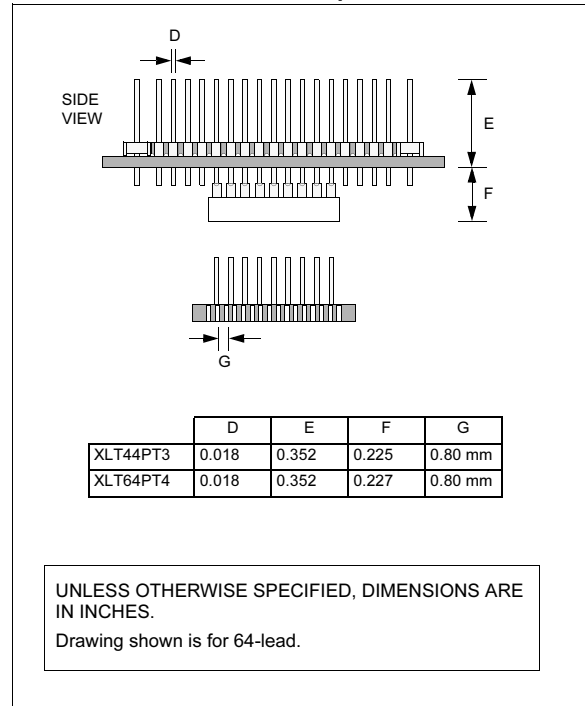 D
SIDE
VIEW
E
F
G
D E F G
XLT44PT3 0.018 0.352 0.225 0.80 mm
XLT64PT4 0.018 0.352 0.227 0.80 mm
UNLESS OTHERWISE SPECIFIED, DIMENSIONS ARE
IN INCHES.
Drawing shown is for 64-lead.